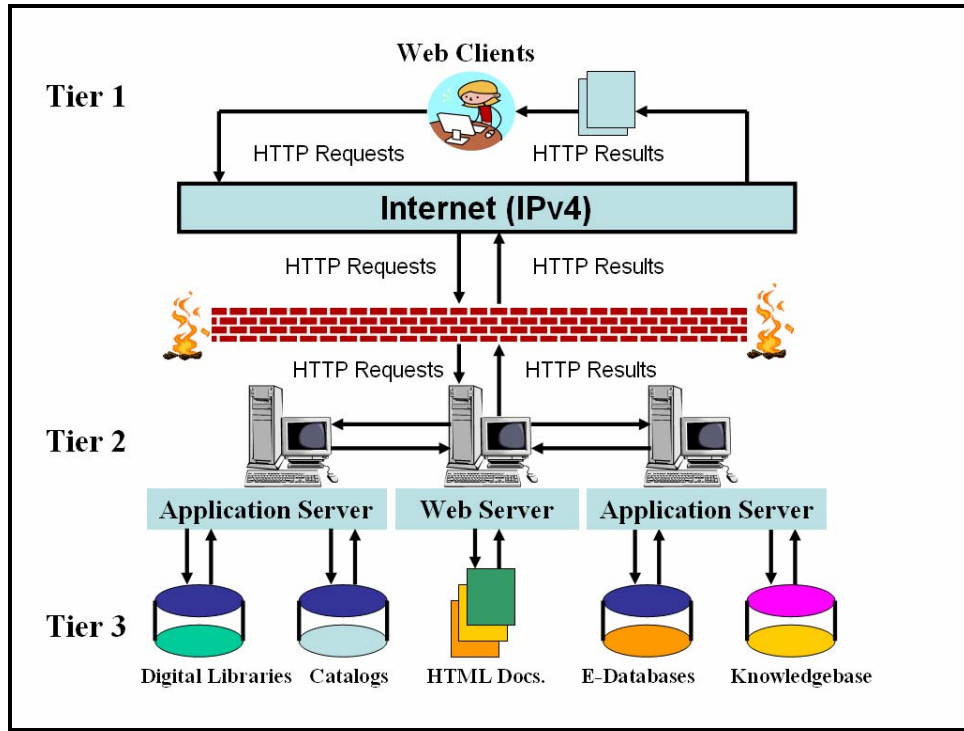 Web Clients
Tier 1
HTTP Requests
HTTP Results
Internet (IPv4)
HTTP Requests
HTTP Results
HTTP Requests
HTTP Results
Tier 2
Application Server
Web Server
Application Server
Tier 3
Digital Libraries
Catalogs
HTML Docs.
E-Databases
Knowledgebase